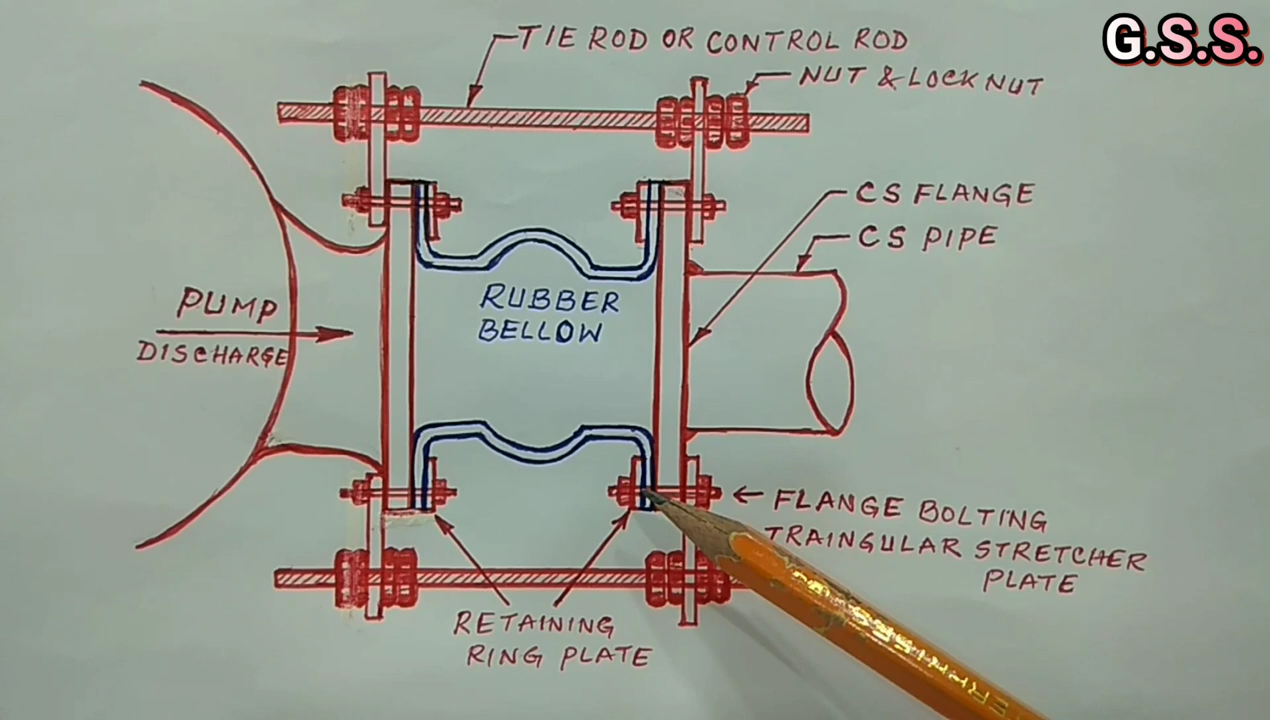 G.S.S.
TIE ROD OR CONTROL ROD
NUT & LOCK NUT
CS FLANGE
CS PIPE
RUBBER
BELLOW
PUMP
DISCHARGE
FLANGE BOLTING
TRAINGULAR STRETCHER
PLATE
RETAINING
RING PLATE